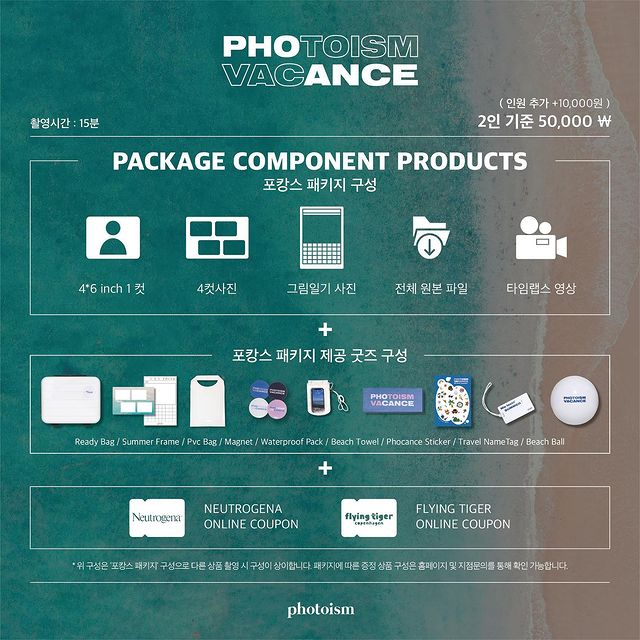 PHOTOISM
VACANCE
( 인원 추가 +10,000원 )
촬영시간 : 15분
2인 기준 50,000 ₩
PACKAGE COMPONENT PRODUCTS
포캉스 패키지 구성
4*6 inch 1 컷
4컷사진
그림일기 사진
전체 원본 파일
타임랩스 영상
+
포캉스 패키지 제공 굿즈 구성
PHOTOISM
VACANCE
PHOTOISM
VACANCE
Ready Bag / Summer Frame / Pvc Bag / Magnet / Waterproof Pack / Beach Towel / Phocance Sticker / Travel NameTag / Beach Ball
+
Neutrogena
NEUTROGENA
ONLINE COUPON
flying tiger
copenhagen
FLYING TIGER
ONLINE COUPON
* 위 구성은 '포캉스 패키지' 구성으로 다른 상품 촬영 시 구성이 상이합니다. 패키지에 따른 증정 상품 구성은 홈페이지 및 지점문의를 통해 확인 가능합니다.
photoism